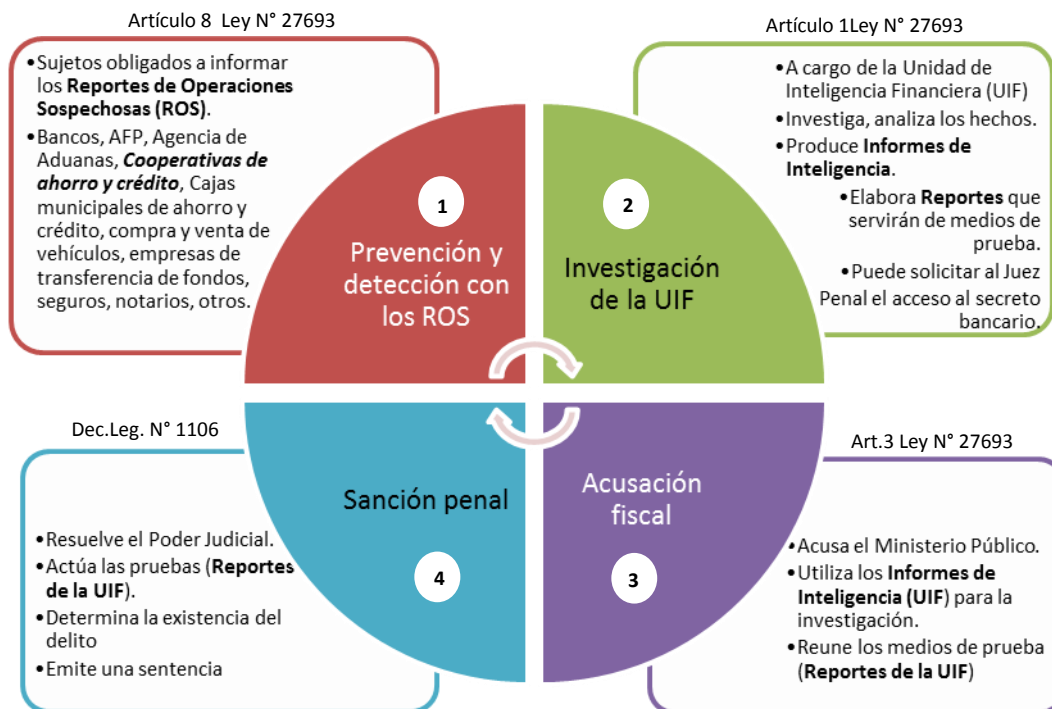 Artículo 8  Ley N° 27693
•Sujetos obligados a informar
los Reportes de Operaciones
Sospechosas (ROS).
•Bancos, AFP, Agencia de
Aduanas, Cooperativas de
ahorro y crédito, Cajas
municipales de ahorro y
crédito, compra y venta de
vehículos, empresas de
transferencia de fondos,
seguros, notarios, otros.
1
Prevención y
detección con
los ROS
Artículo 1Ley N° 27693
•A cargo de la Unidad de
Inteligencia Financiera (UIF)
•Investiga, analiza los hechos.
•Produce Informes de
Inteligencia.
•Elabora Reportes que
servirán de medios de
prueba.
•Puede solicitar al Juez
Penal el acceso al secreto
bancario.
2
Investigación
de la UIF
Dec.Leg. N° 1106
•Resuelve el Poder Judicial.
•Actúa las pruebas (Reportes
de la UIF).
•Determina la existencia del
delito
•Emite una sentencia
Sanción penal
4
Art.3 Ley N° 27693
Acusación
fiscal
3
•Acusa el Ministerio Público.
•Utiliza los Informes de
Inteligencia (UIF) para la
investigación.
•Reune los medios de prueba
(Reportes de la UIF)